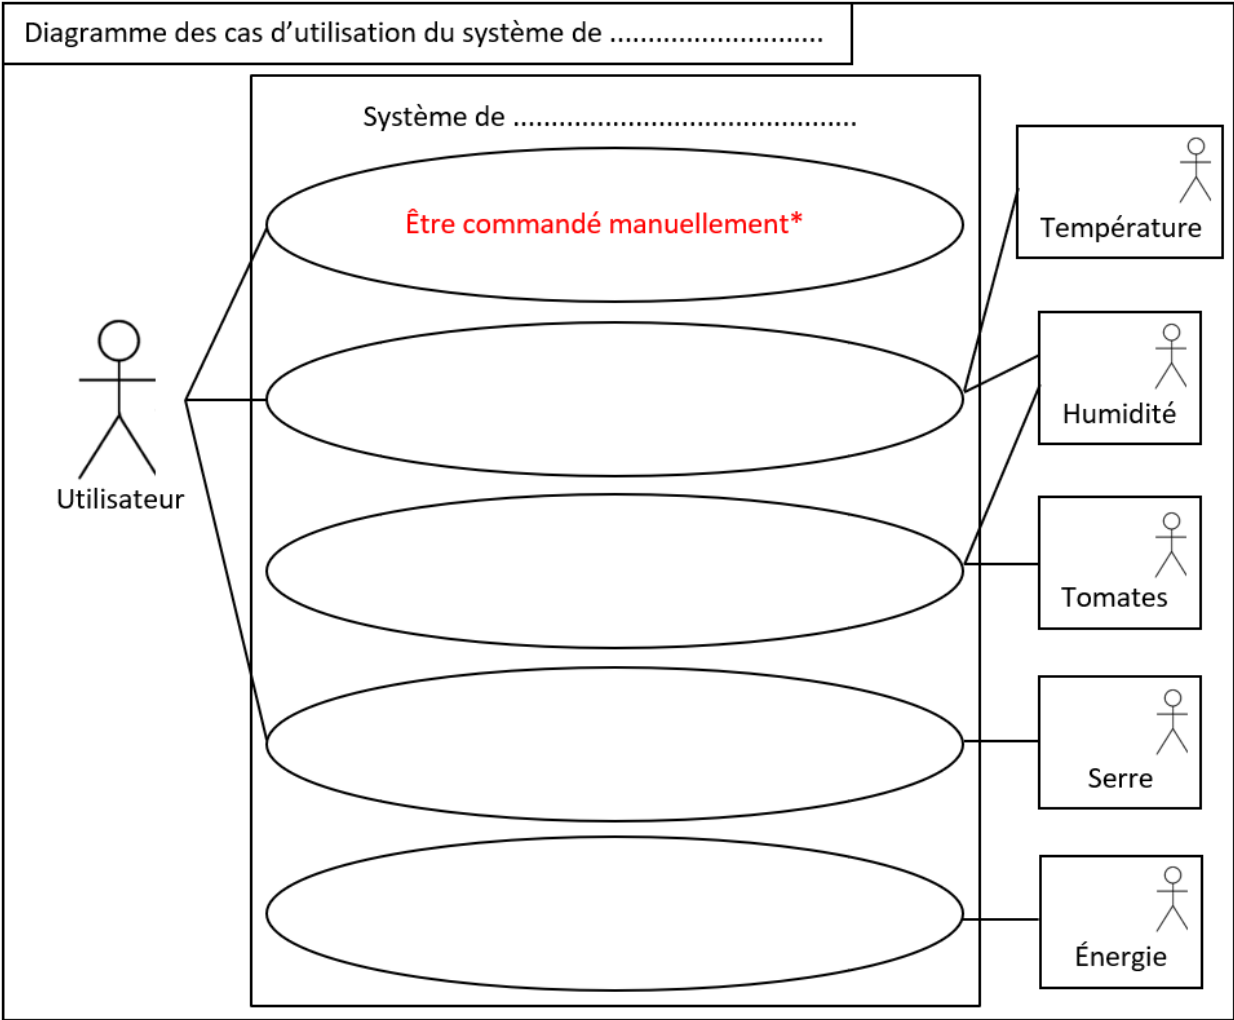 Diagramme des cas d’utilisation du système de ............................
Système de .............................................
Être commandé manuellement*
Température
Humidité
Utilisateur
Tomates
Serre
Énergie